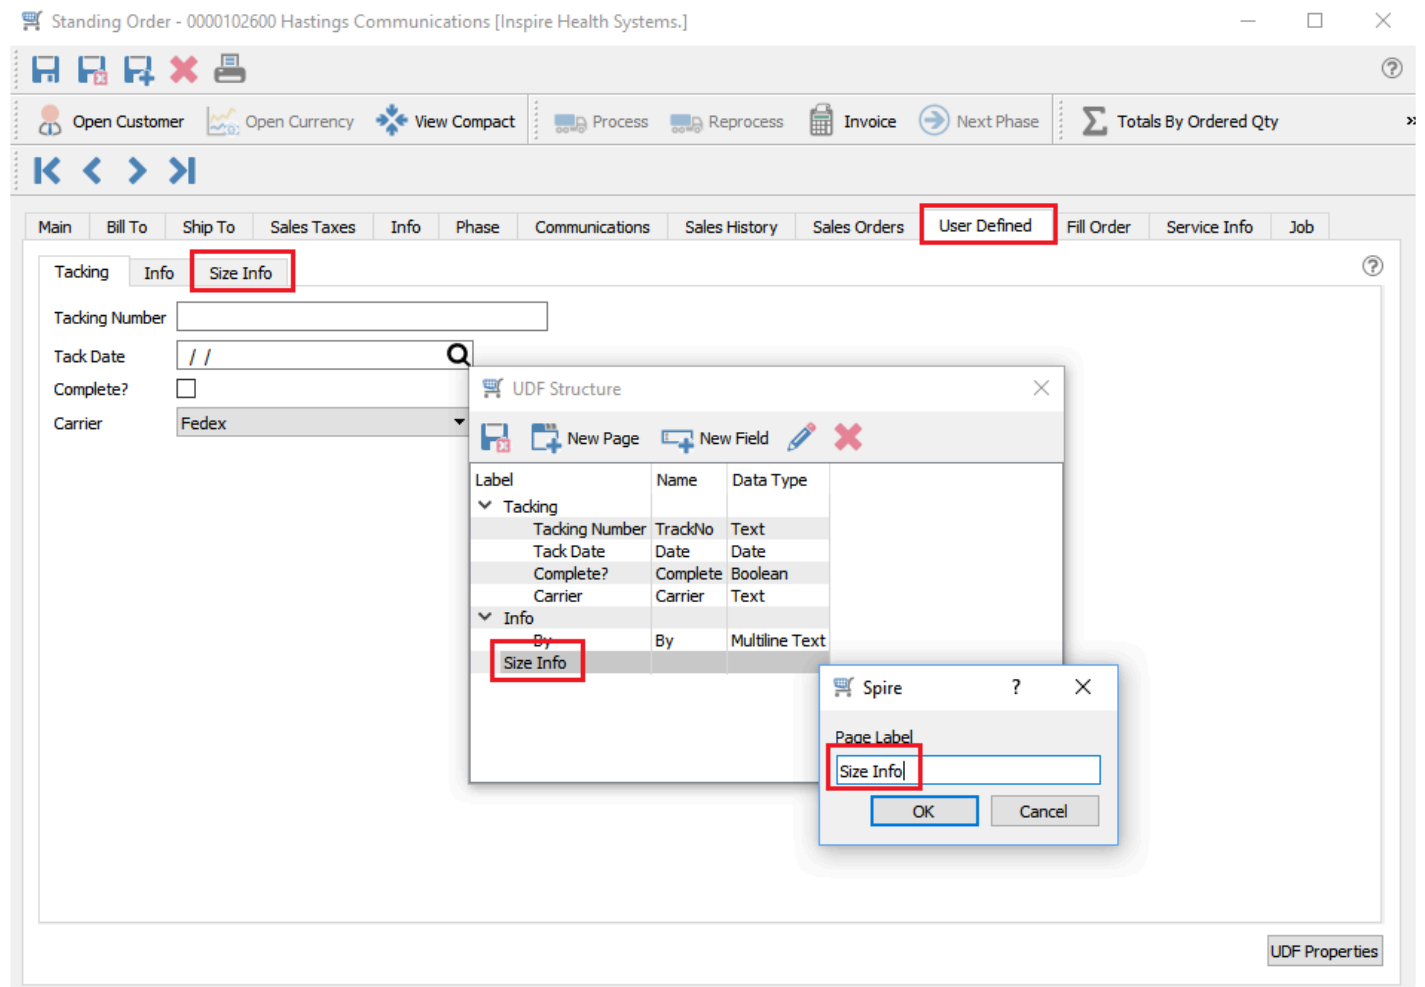 Standing Order - 0000102600 Hastings Communications [Inspire Health Systems.]
Open Customer Open Currency View Compact Process Reprocess Invoice Next Phase Totals By Ordered Qty »
Main Bill To Ship To Sales Taxes Info Phase Communications Sales History Sales Orders User Defined Fill Order Service Info Job
Tacking Info Size Info
Tacking Number
Tack Date / /
Complete?
Carrier Fedex
UDF Structure
New Page New Field
Label Name Data Type
Tacking
Tacking Number TrackNo Text
Tack Date Date Date
Complete? Complete Boolean
Carrier Carrier Text
Info
By By Multiline Text
Size Info
Spire ?
Page Label
Size Info
OK Cancel
UDF Properties